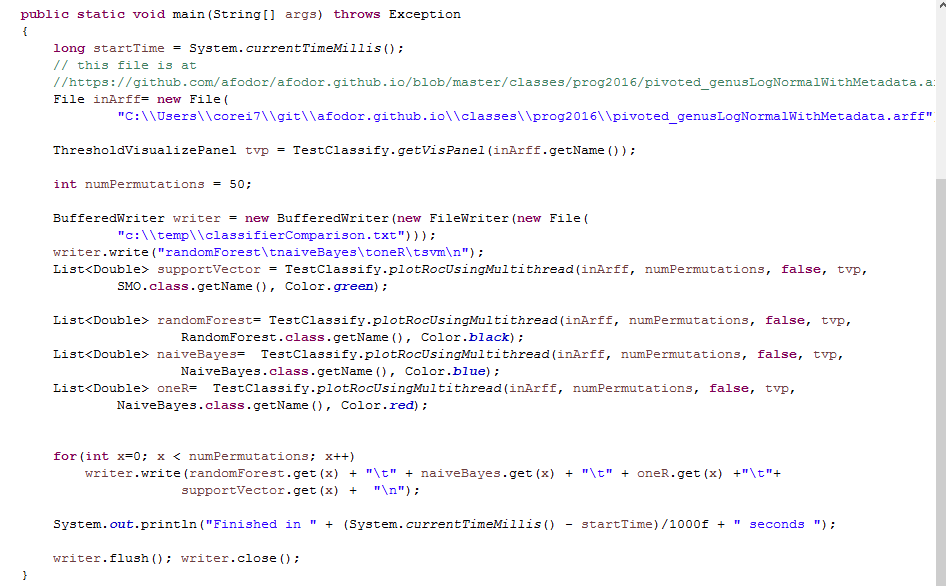 public static void main(String[] args) throws Exception
{
    long startTime = System.currentTimeMillis();
    // this file is at
    //https://github.com/afodor/afodor.github.io/blob/master/classes/prog2016/pivoted_genusLogNormalWithMetadata.a
    File inArff= new File(
            "C:\\Users\\corei7\\git\\afodor.github.io\\classes\\prog2016\\pivoted_genusLogNormalWithMetadata.arff"

    ThresholdVisualizePanel tvp = TestClassify.getVisPanel(inArff.getName());

    int numPermutations = 50;

    BufferedWriter writer = new BufferedWriter(new FileWriter(new File(
            "c:\\temp\\classifierComparison.txt")));
    writer.write("randomForest\tnaiveBayes\toneR\tsvm\n");
    List<Double> supportVector = TestClassify.plotRocUsingMultithread(inArff, numPermutations, false, tvp,
            SMO.class.getName(), Color.green);

    List<Double> randomForest= TestClassify.plotRocUsingMultithread(inArff, numPermutations, false, tvp,
                    RandomForest.class.getName(), Color.black);
    List<Double> naiveBayes=  TestClassify.plotRocUsingMultithread(inArff, numPermutations, false, tvp,
                    NaiveBayes.class.getName(), Color.blue);
    List<Double> oneR=  TestClassify.plotRocUsingMultithread(inArff, numPermutations, false, tvp,
            NaiveBayes.class.getName(), Color.red);


    for(int x=0; x < numPermutations; x++)
        writer.write(randomForest.get(x) + "\t" + naiveBayes.get(x) + "\t" + oneR.get(x) +"\t"+
                    supportVector.get(x) +  "\n");

    System.out.println("Finished in " + (System.currentTimeMillis() - startTime)/1000f + " seconds ");

    writer.flush(); writer.close();
}